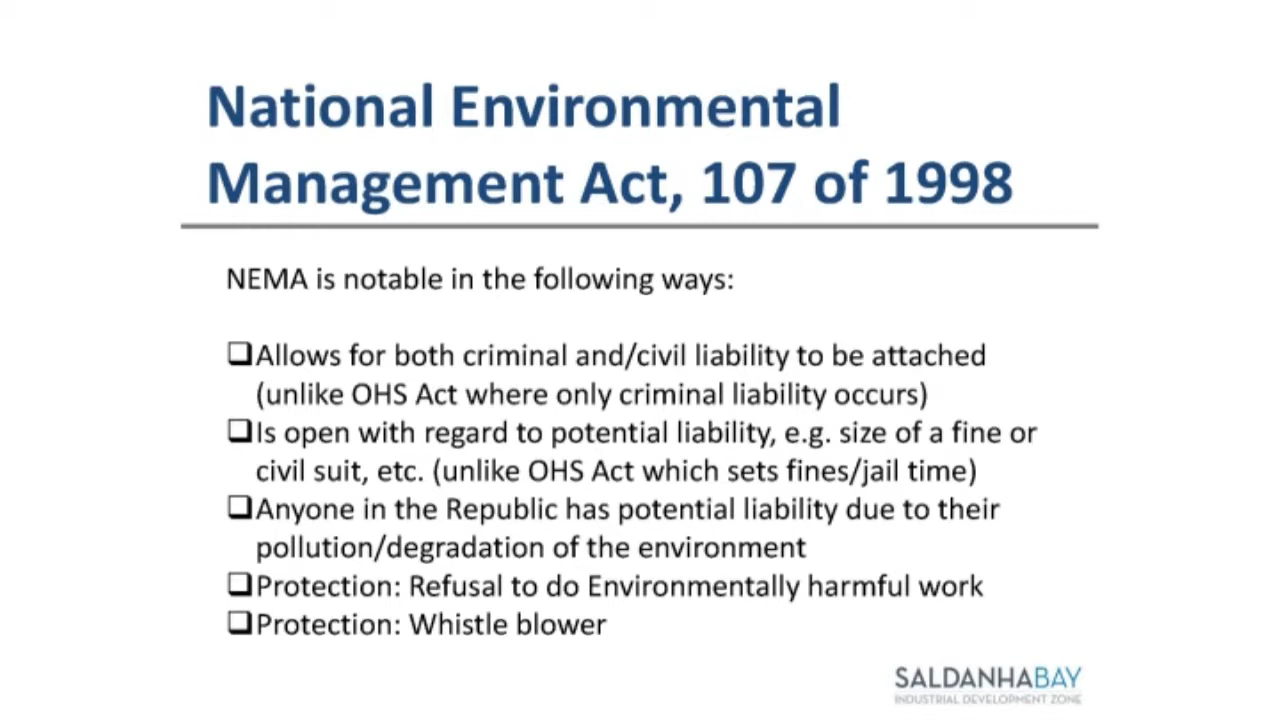 National Environmental
Management Act, 107 of 1998
NEMA is notable in the following ways:
❑Allows for both criminal and/civil liability to be attached
(unlike OHS Act where only criminal liability occurs)
❑Is open with regard to potential liability, e.g. size of a fine or
civil suit, etc. (unlike OHS Act which sets fines/jail time)
❑Anyone in the Republic has potential liability due to their
pollution/degradation of the environment
❑Protection: Refusal to do Environmentally harmful work
❑Protection: Whistle blower
SALDANHABAY
INDUSTRIAL DEVELOPMENT ZONE